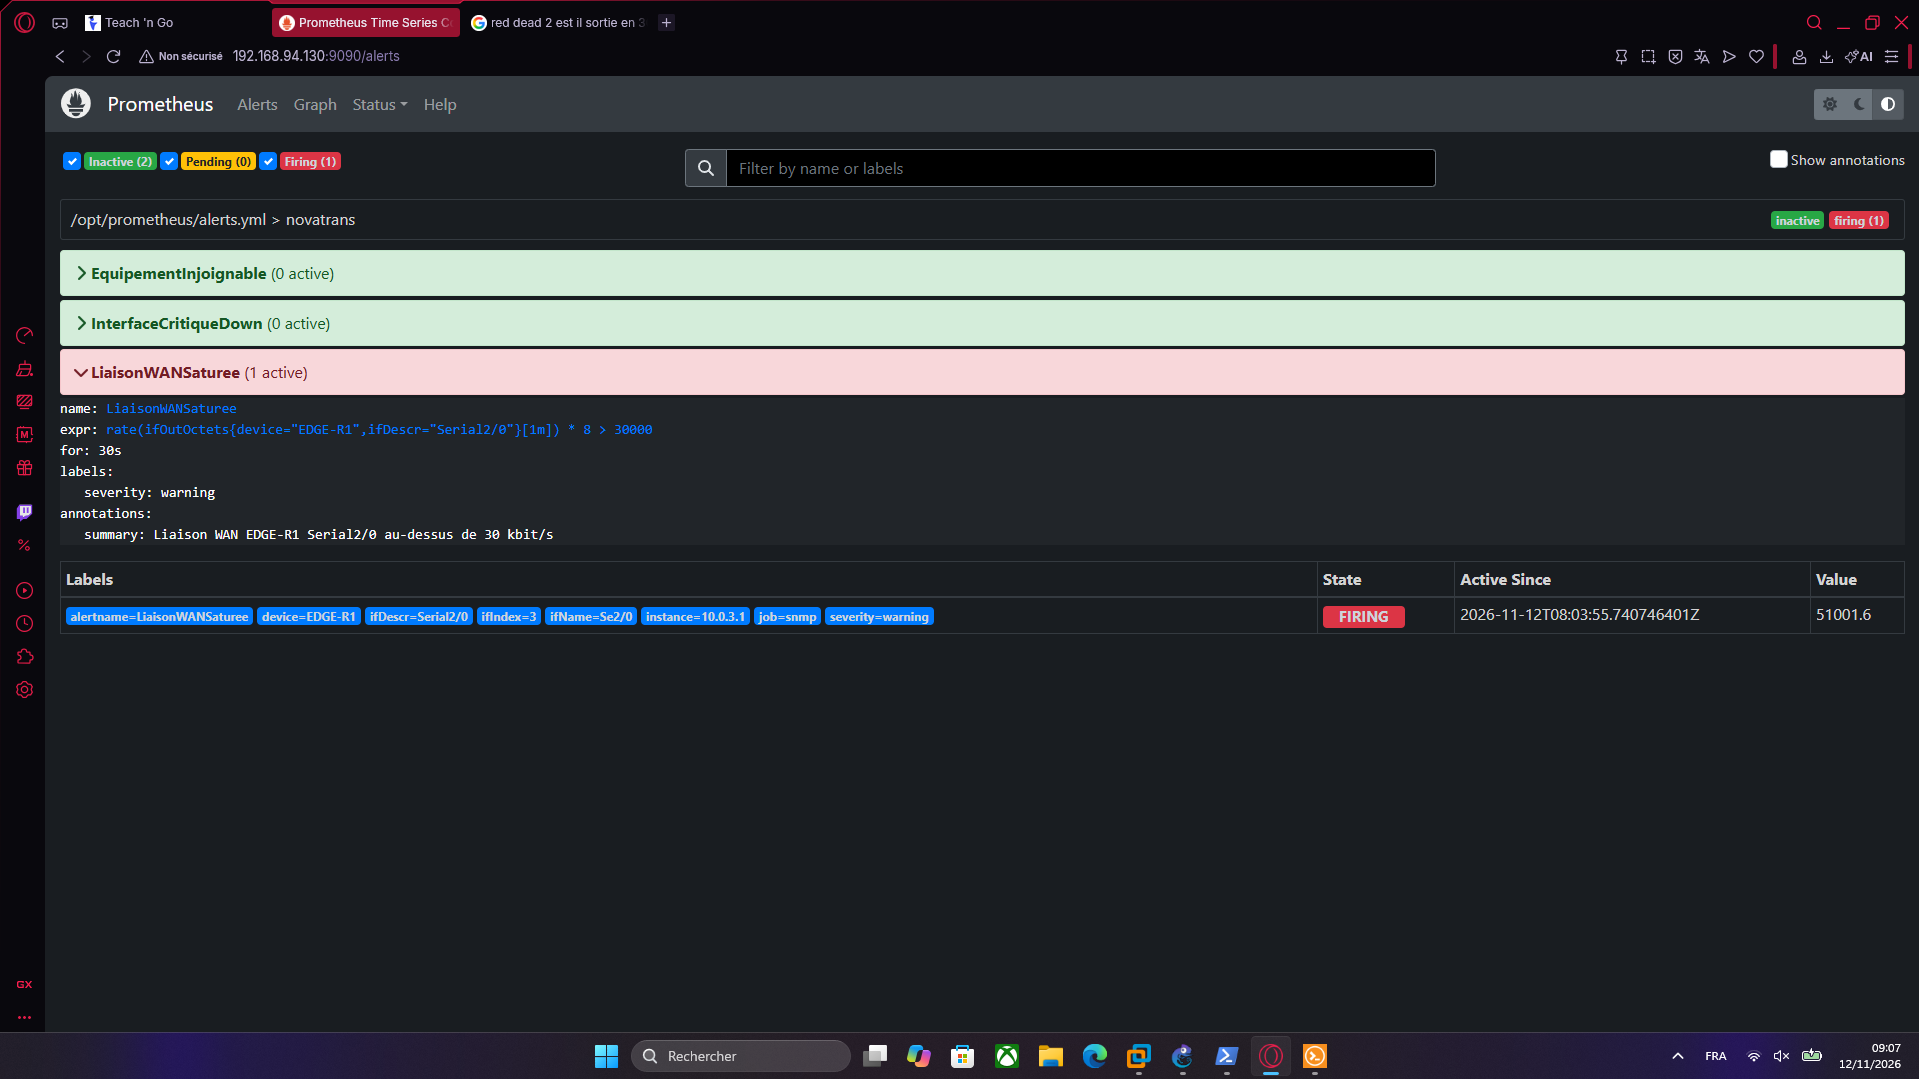 Teach 'n Go
Prometheus Time Series C
red dead 2 est il sortie en 3
Non sécurisé 192.168.94.130:9090/alerts
AI
Prometheus Alerts Graph Status Help
Inactive (2) Pending (0) Firing (1)
Filter by name or labels
Show annotations
/opt/prometheus/alerts.yml > novatrans
inactive firing (1)
EquipementInjoignable (0 active)
InterfaceCritiqueDown (0 active)
LiaisonWANSaturee (1 active)
name: LiaisonWANSaturee
expr: rate(ifOutOctets{device="EDGE-R1",ifDescr="Serial2/0"}[1m]) * 8 > 30000
for: 30s
labels:
severity: warning
annotations:
summary: Liaison WAN EDGE-R1 Serial2/0 au-dessus de 30 kbit/s
Labels State Active Since Value
alertname=LiaisonWANSaturee device=EDGE-R1 ifDescr=Serial2/0 ifIndex=3 ifName=Se2/0 instance=10.0.3.1 job=snmp severity=warning FIRING 2026-11-12T08:03:55.740746401Z 51001.6
M
GX
Rechercher
FRA
09:07
12/11/2026